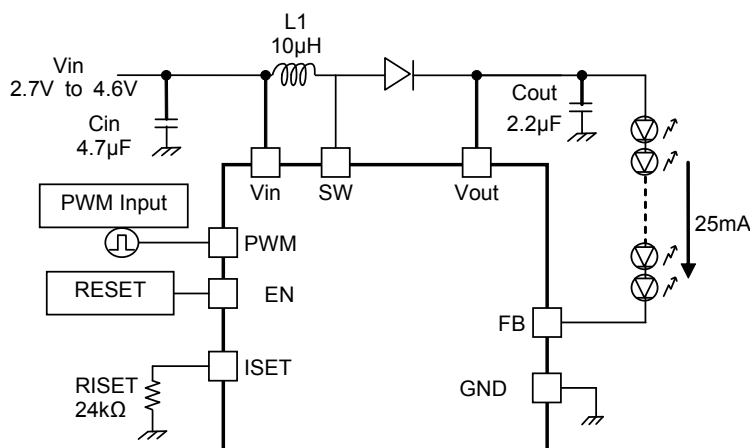 L1
10µH
Vin
2.7V to 4.6V
Cin
4.7µF
Cout
2.2µF
Vin
SW
Vout
PWM Input
PWM
25mA
RESET
EN
FB
ISET
RISET
24kΩ
GND